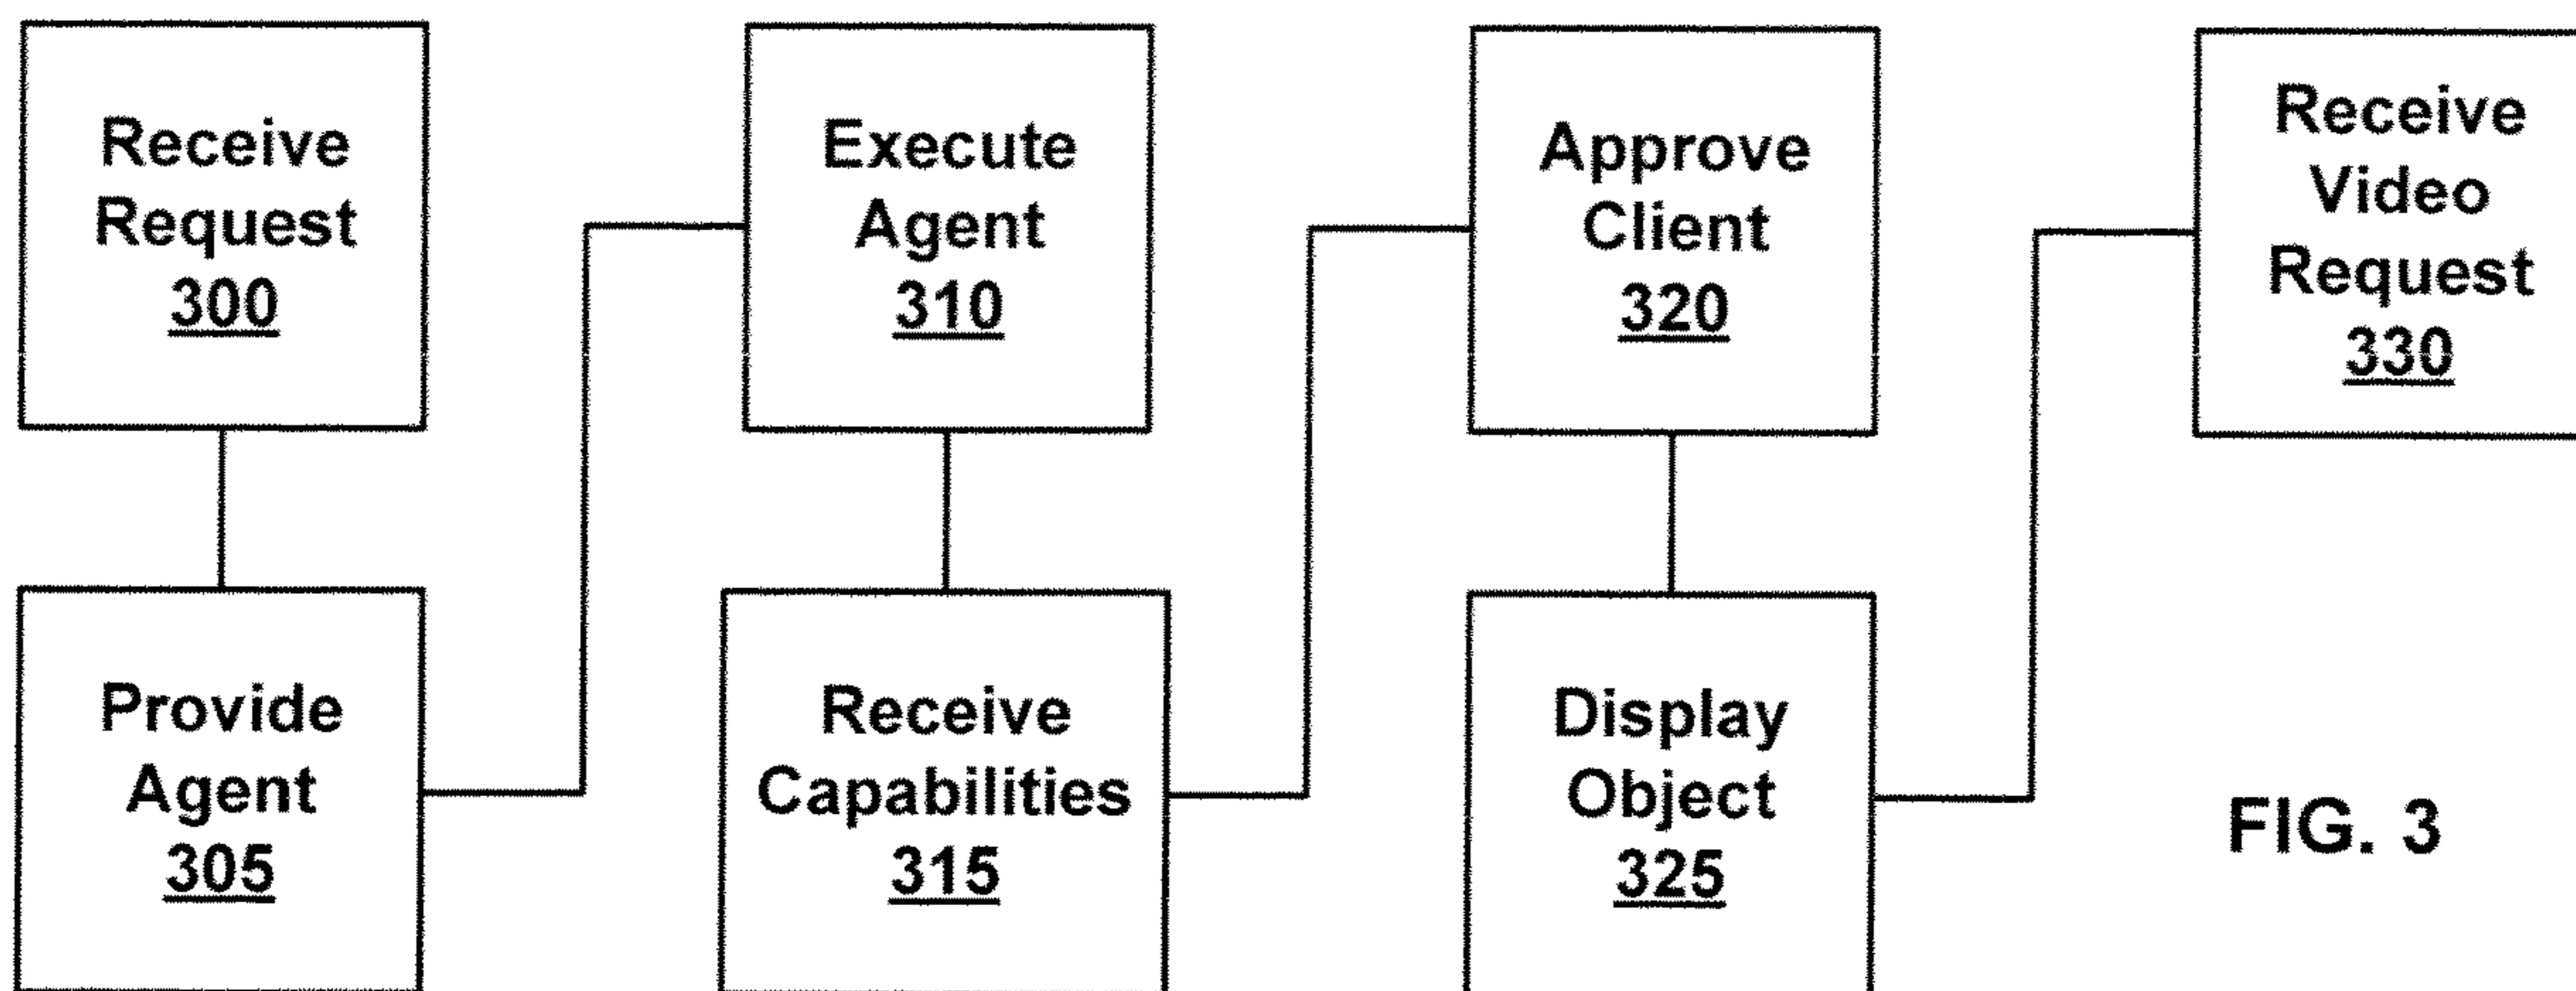 Receive
Request
300
Provide
Agent
305
Execute
Agent
310
Receive
Capabilities
315
Approve
Client
320
Display
Object
325
Receive
Video
Request
330
FIG. 3